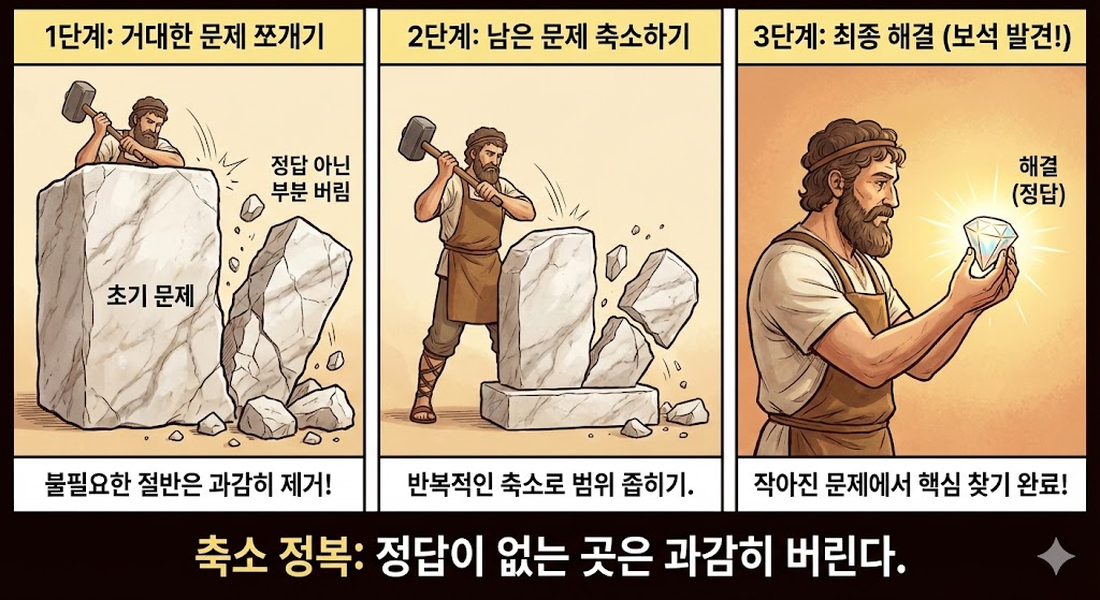 1단계: 거대한 문제 쪼개기
정답 아닌
부분 버림
초기 문제
불필요한 절반은 과감히 제거!
2단계: 남은 문제 축소하기
반복적인 축소로 범위 좁히기.
3단계: 최종 해결 (보석 발견!)
해결
(정답)
작아진 문제에서 핵심 찾기 완료!
축소 정복: 정답이 없는 곳은 과감히 버린다.